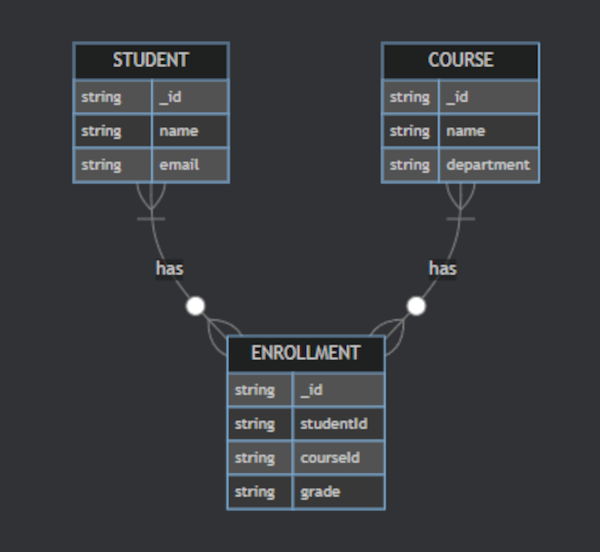 STUDENT
string _id
string name
string email
COURSE
string _id
string name
string department
has
has
ENROLLMENT
string _id
string studentId
string courseId
string grade